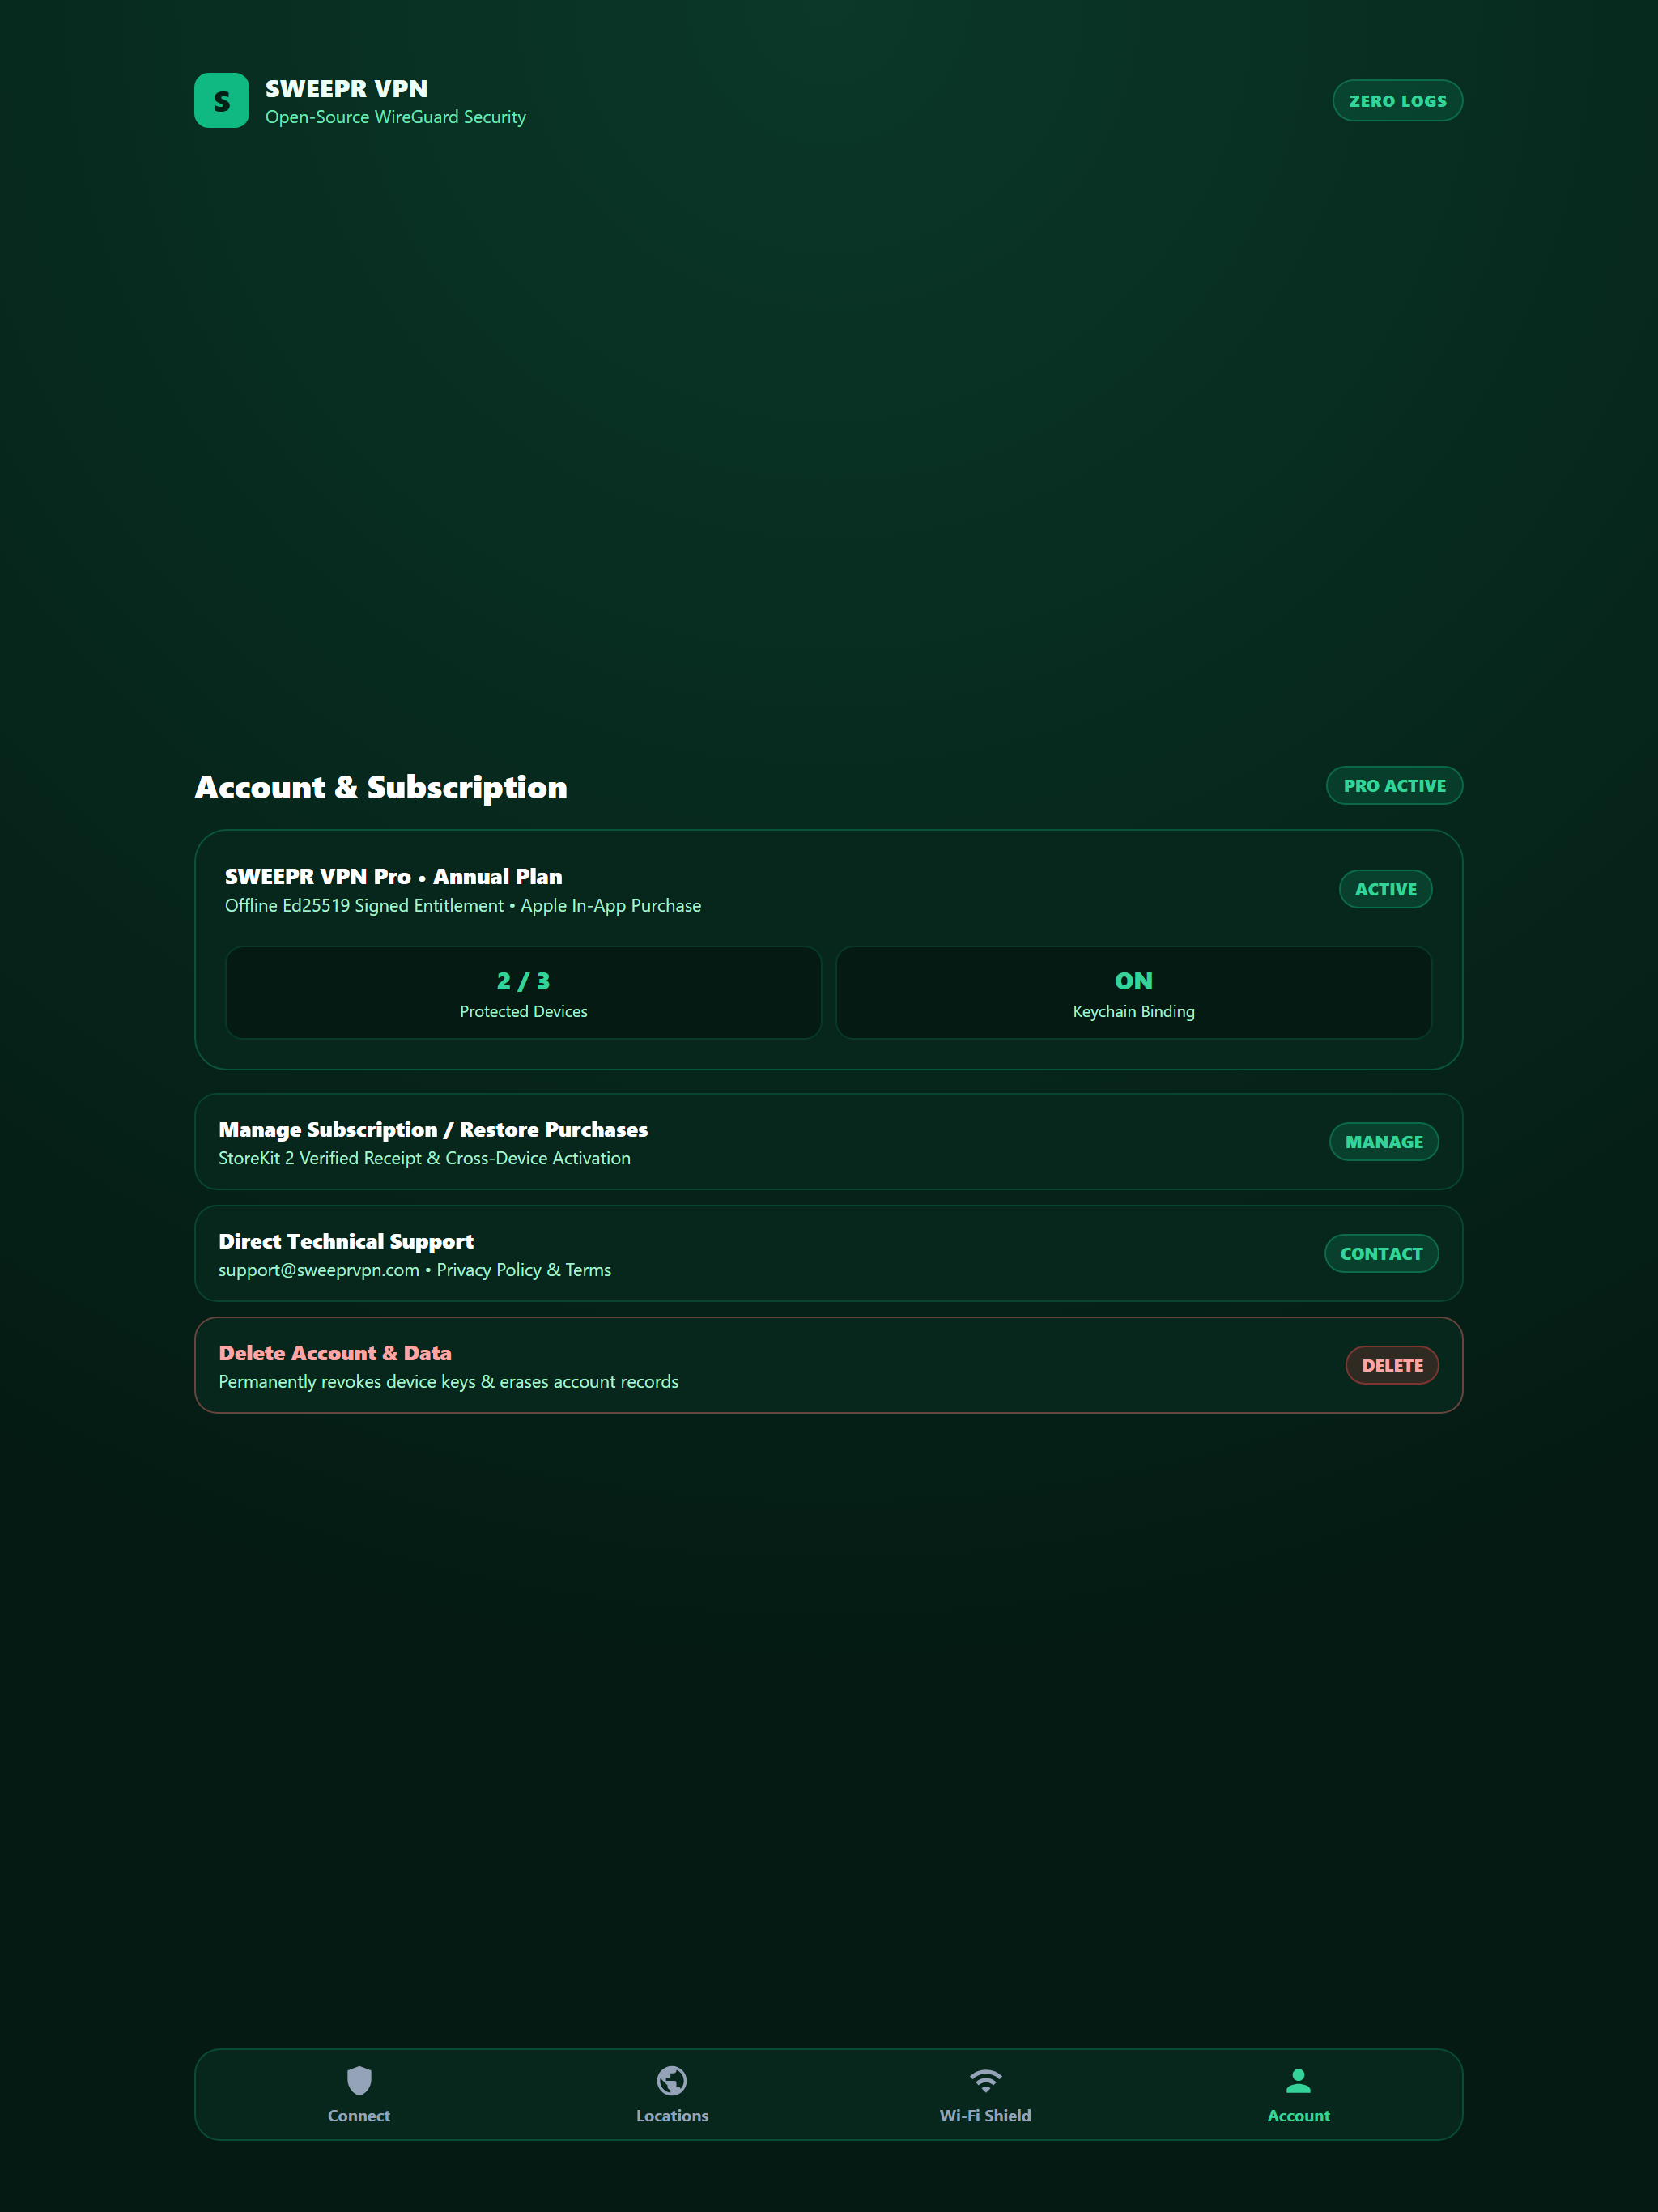 S
SWEEPR VPN
Open-Source WireGuard Security
ZERO LOGS
Account & Subscription
PRO ACTIVE
SWEEPR VPN Pro • Annual Plan
Offline Ed25519 Signed Entitlement • Apple In-App Purchase
ACTIVE
2 / 3
Protected Devices
ON
Keychain Binding
Manage Subscription / Restore Purchases
StoreKit 2 Verified Receipt & Cross-Device Activation
MANAGE
Direct Technical Support
support@sweeprvpn.com • Privacy Policy & Terms
CONTACT
Delete Account & Data
Permanently revokes device keys & erases account records
DELETE
Connect
Locations
Wi-Fi Shield
Account